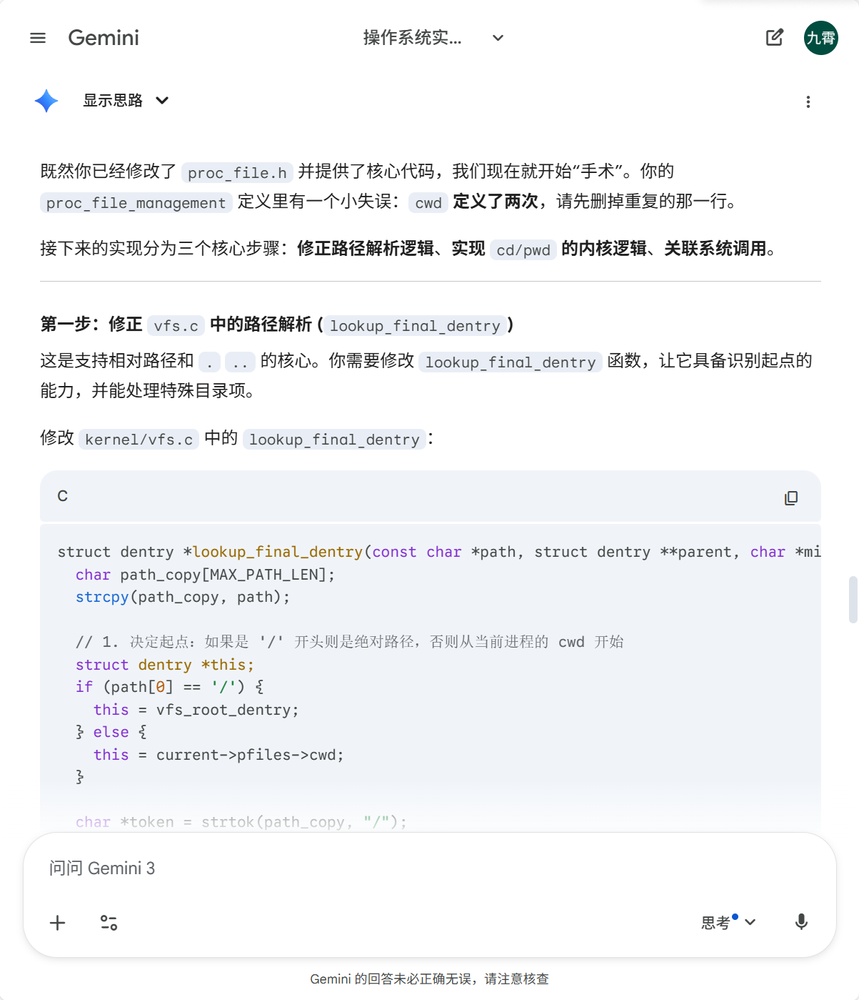 Gemini
操作系统实...
九霄
显示思路
既然你已经修改了 proc_file.h 并提供了核心代码，我们现在就开始“手术”。你的
proc_file_management 定义里有一个小失误：cwd 定义了两次，请先删掉重复的那一行。
接下来的实现分为三个核心步骤：修正路径解析逻辑、实现 cd/pwd 的内核逻辑、关联系统调用。
第一步：修正 vfs.c 中的路径解析 (lookup_final_dentry)
这是支持相对路径和 . .. 的核心。你需要修改 lookup_final_dentry 函数，让它具备识别起点的
能力，并能处理特殊目录项。
修改 kernel/vfs.c 中的 lookup_final_dentry：
C
struct dentry *lookup_final_dentry(const char *path, struct dentry **parent, char *mi
char path_copy[MAX_PATH_LEN];
strcpy(path_copy, path);
// 1. 决定起点：如果是 '/' 开头则是绝对路径，否则从当前进程的 cwd 开始
struct dentry *this;
if (path[0] == '/') {
this = vfs_root_dentry;
} else {
this = current->pfiles->cwd;
}
char *token = strtok(path_copy, "/");
问问 Gemini 3
思考
Gemini 的回答未必正确无误，请注意核查